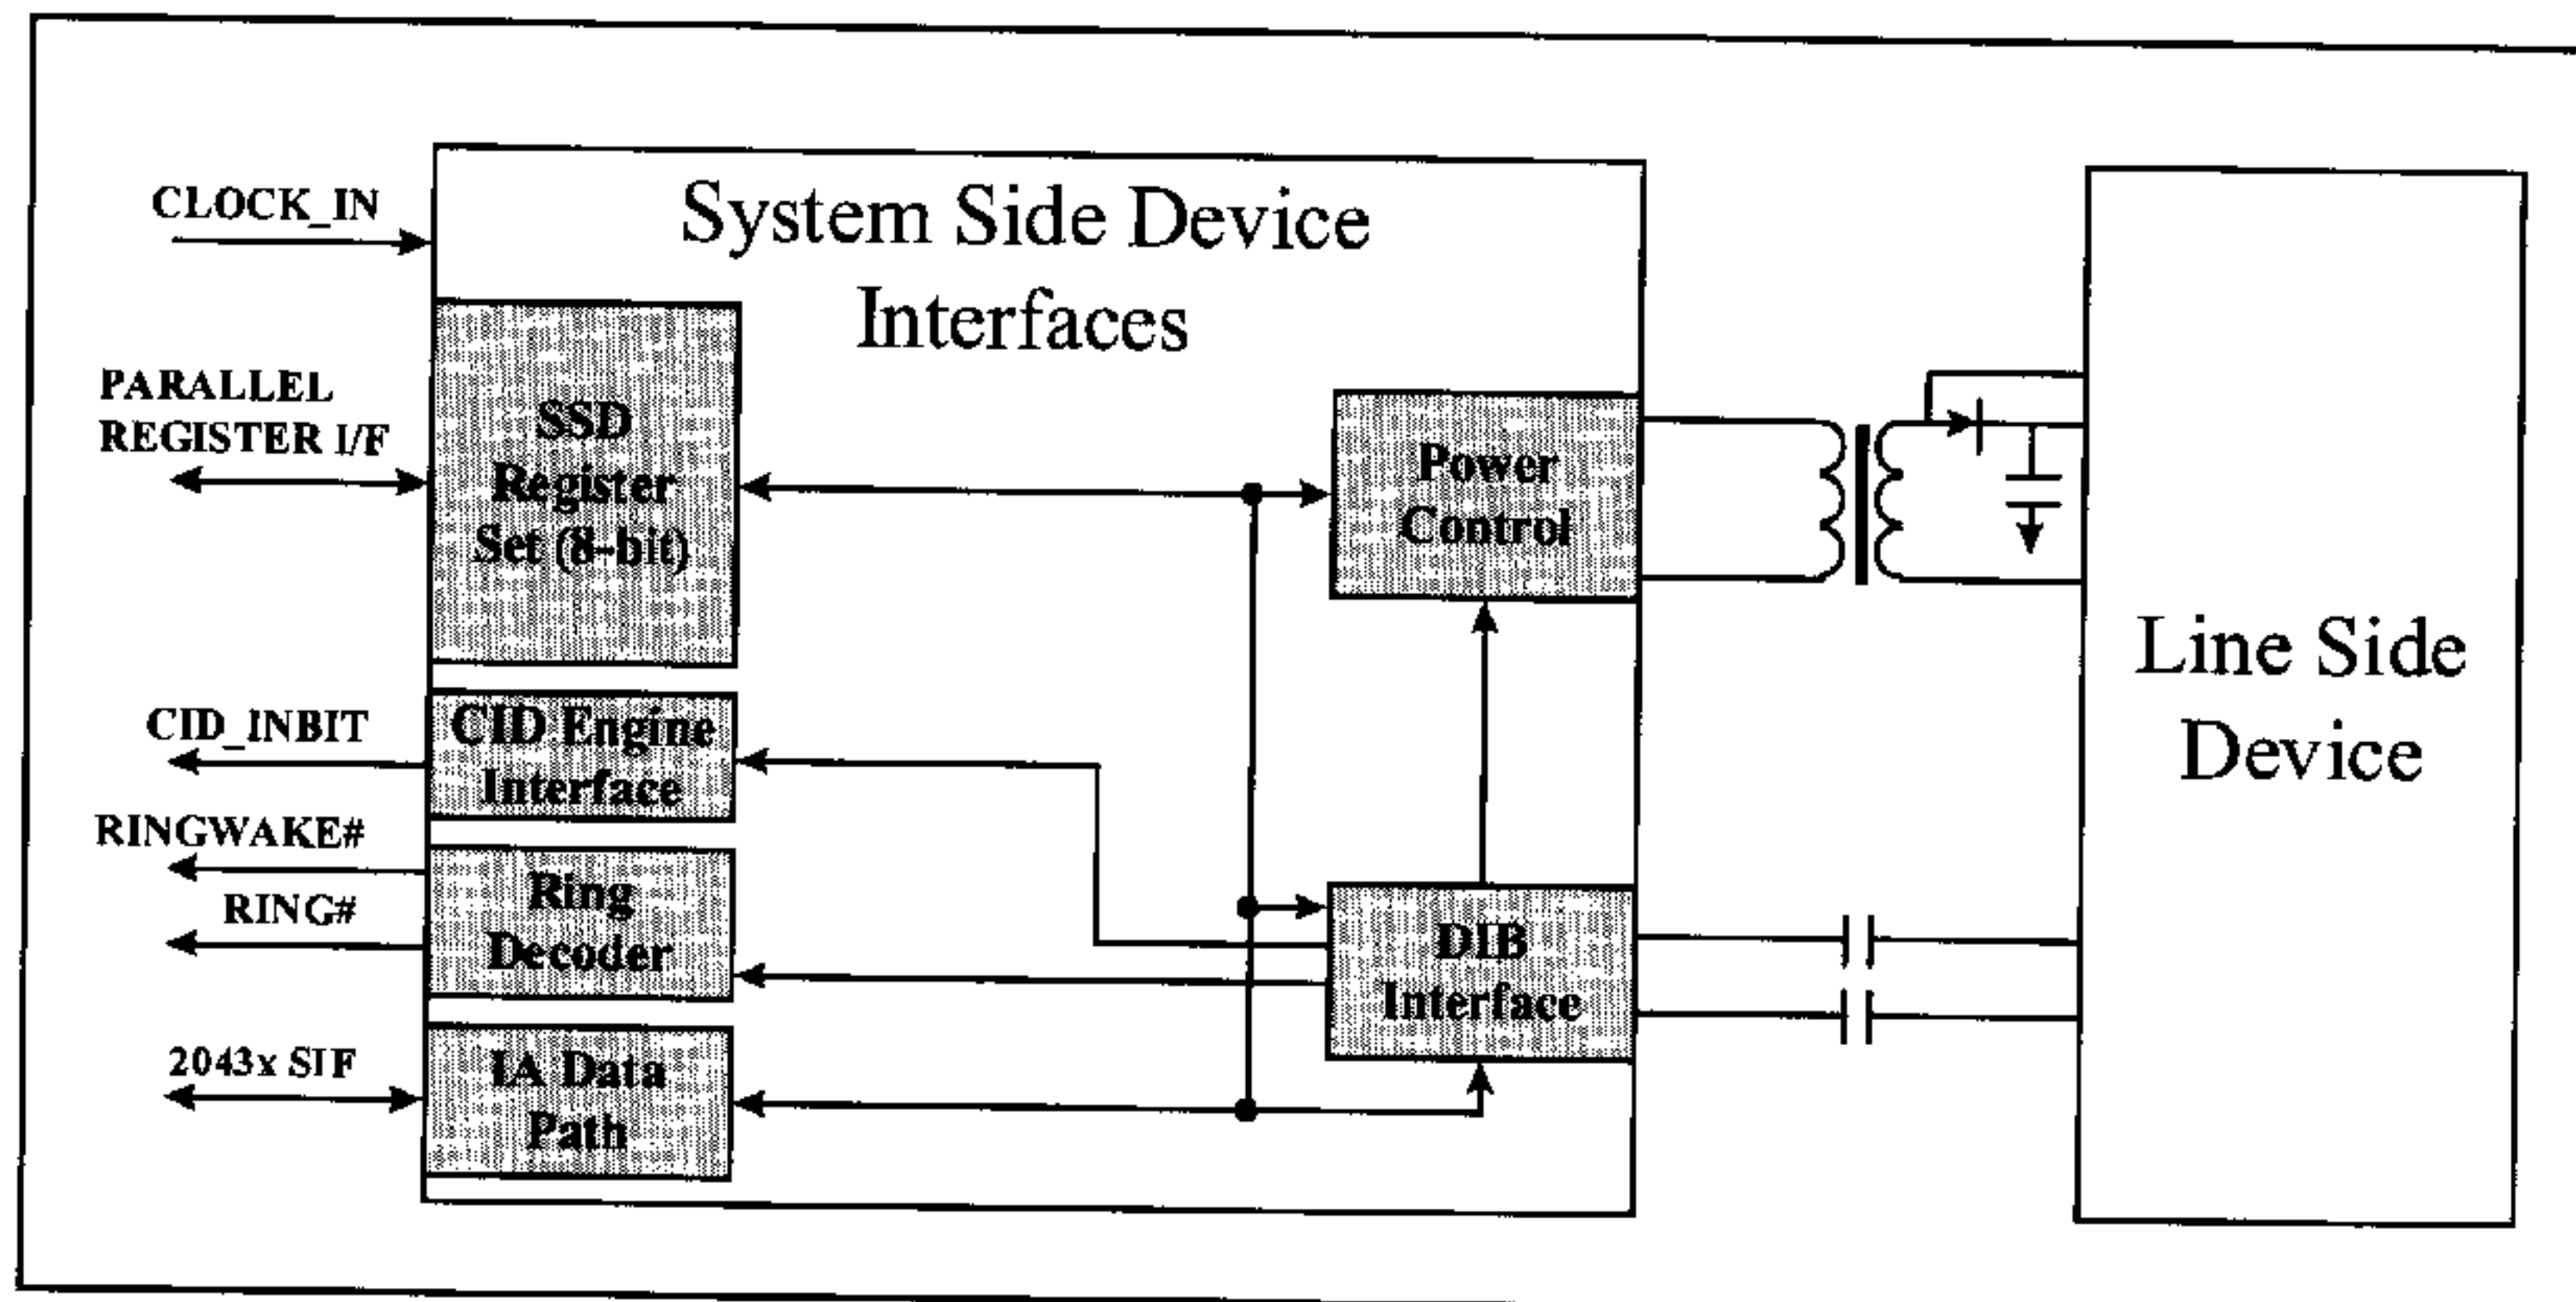 CLOCK_IN
System Side Device
Interfaces
PARALLEL
REGISTER I/F
SSD
Register
Set (8-bit)
Power
Control
Line Side
Device
CID_INBIT
CID Engine
Interface
RINGWAKE#
RING#
Ring
Decoder
DIB
Interface
2043x SIF
IA Data
Path